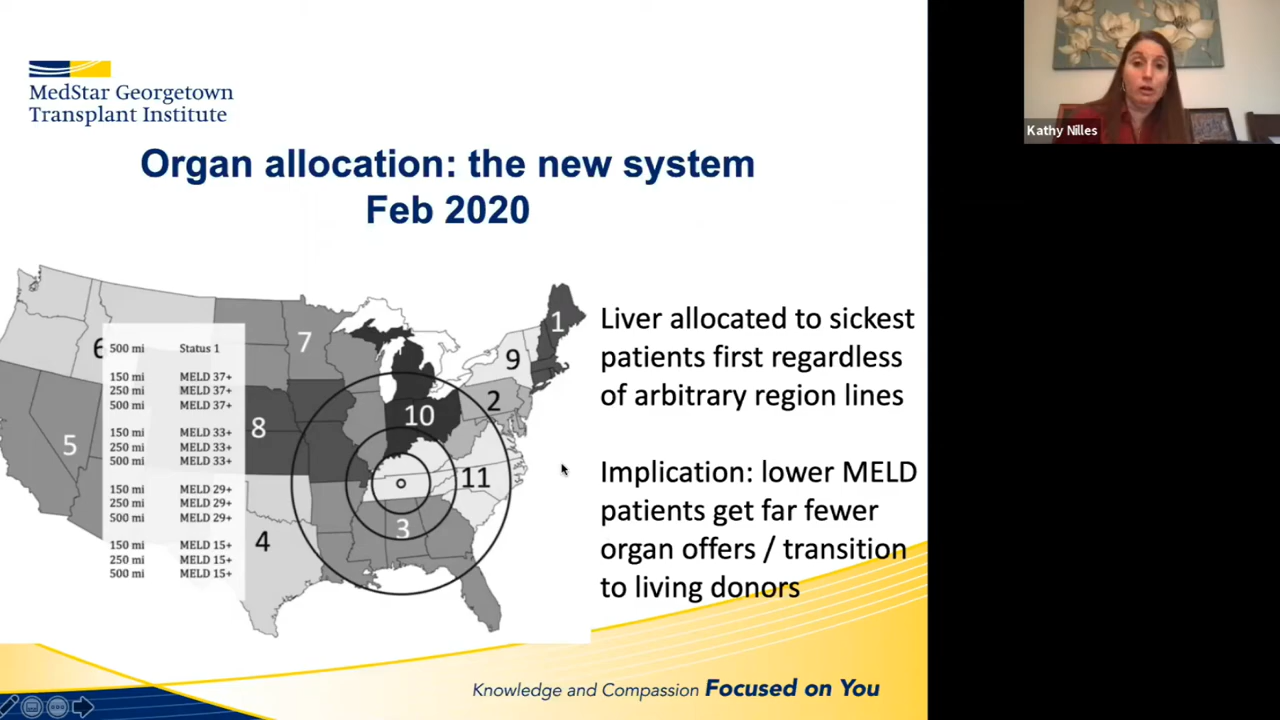 MedStar Georgetown
Transplant Institute
Kathy Nilles
Organ allocation: the new system
Feb 2020
1
7
6
9
2
10
8
5
11
3
4
500 mi Status 1
150 mi MELD 37+
250 mi MELD 37+
500 mi MELD 37+
150 mi MELD 33+
250 mi MELD 33+
500 mi MELD 33+
150 mi MELD 29+
250 mi MELD 29+
500 mi MELD 29+
150 mi MELD 15+
250 mi MELD 15+
500 mi MELD 15+
Liver allocated to sickest
patients first regardless
of arbitrary region lines
Implication: lower MELD
patients get far fewer
organ offers / transition
to living donors
Knowledge and Compassion Focused on You